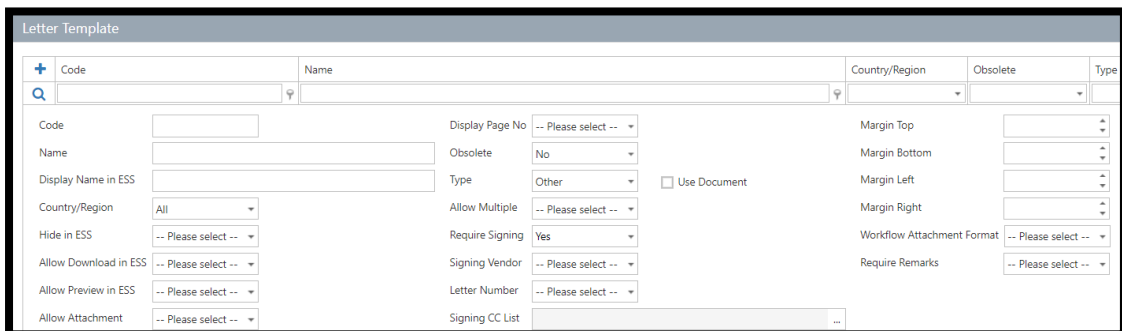 Letter Template
Code Name Country/Region Obsolete Type
Code Display Page No -- Please select -- Margin Top
Name Obsolete No Margin Bottom
Display Name in ESS Type Other Use Document Margin Left
Country/Region All Allow Multiple -- Please select -- Margin Right
Hide in ESS -- Please select -- Require Signing Yes Workflow Attachment Format -- Please select --
Allow Download in ESS -- Please select -- Signing Vendor -- Please select -- Require Remarks -- Please select --
Allow Preview in ESS -- Please select -- Letter Number -- Please select --
Allow Attachment -- Please select -- Signing CC List ...